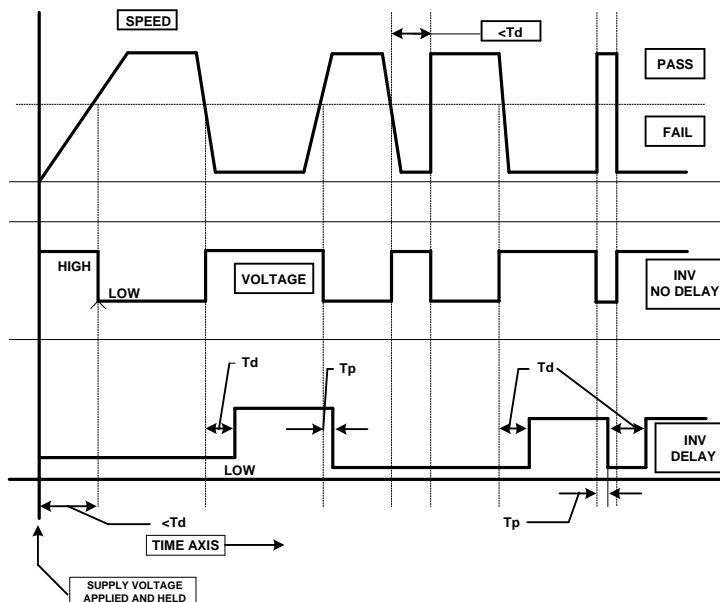 SPEED
<Td
PASS
FAIL
HIGH
LOW
VOLTAGE
INV
NO DELAY
Td
Tp
Td
LOW
INV
DELAY
<Td
TIME AXIS
Tp
SUPPLY VOLTAGE
APPLIED AND HELD